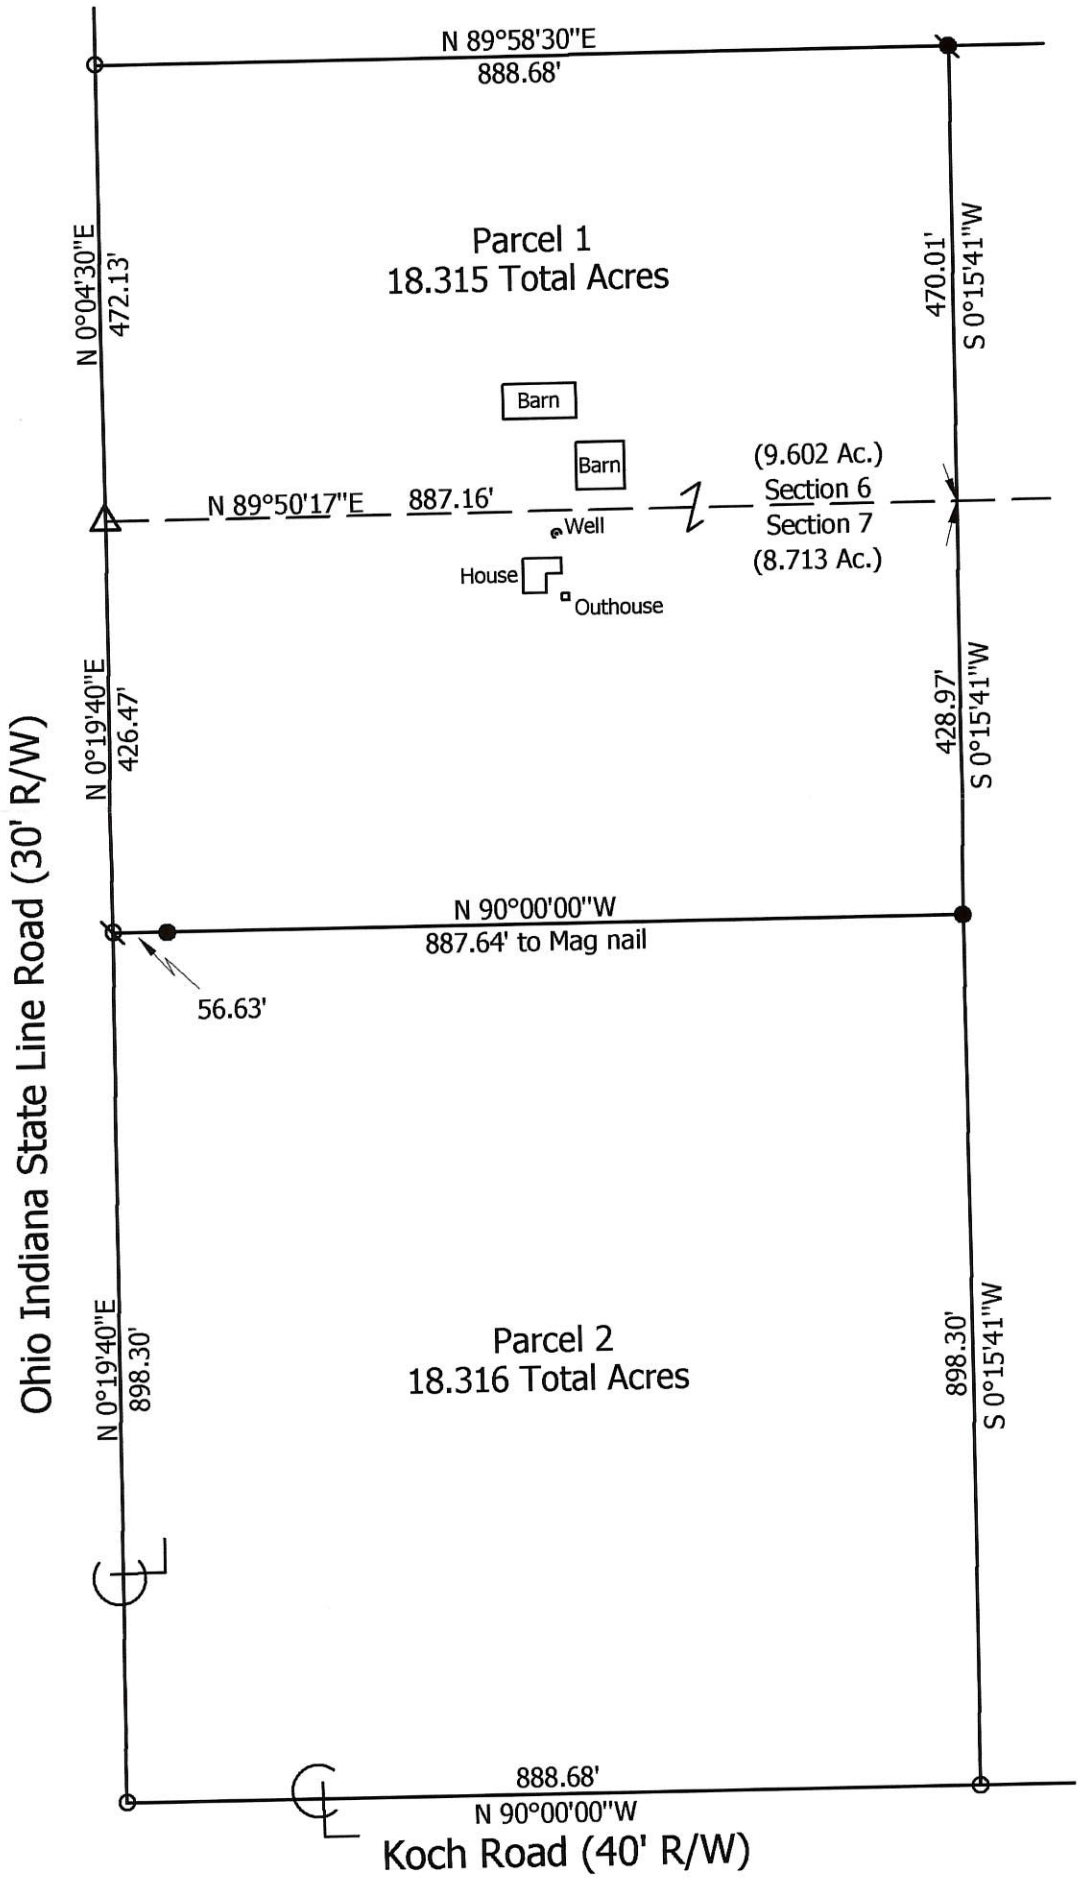 N 89°58'30"E
888.68'
N 0°04'30"E
472.13'
Parcel 1
18.315 Total Acres
470.01'
S 0°15'41"W
Barn
Barn
(9.602 Ac.)
N 89°50'17"E 887.16'
Section 6
Section 7
(8.713 Ac.)
Well
House
Outhouse
N 0°19'40"E
426.47'
428.97'
S 0°15'41"W
N 90°00'00"W
887.64' to Mag nail
56.63'
Ohio Indiana State Line Road (30' R/W)
N 0°19'40"E
898.30'
Parcel 2
18.316 Total Acres
898.30'
S 0°15'41"W
888.68'
N 90°00'00"W
Koch Road (40' R/W)